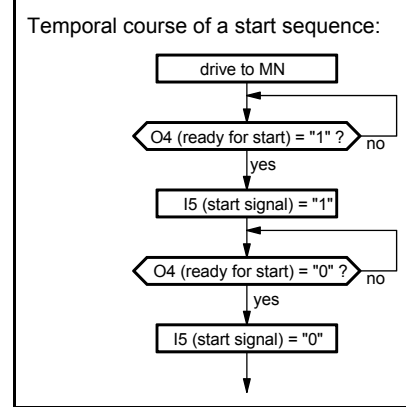 Temporal course of a start sequence:
drive to MN
O4 (ready for start) = "1" ?
no
yes
I5 (start signal) = "1"
O4 (ready for start) = "0" ?
no
yes
I5 (start signal) = "0"